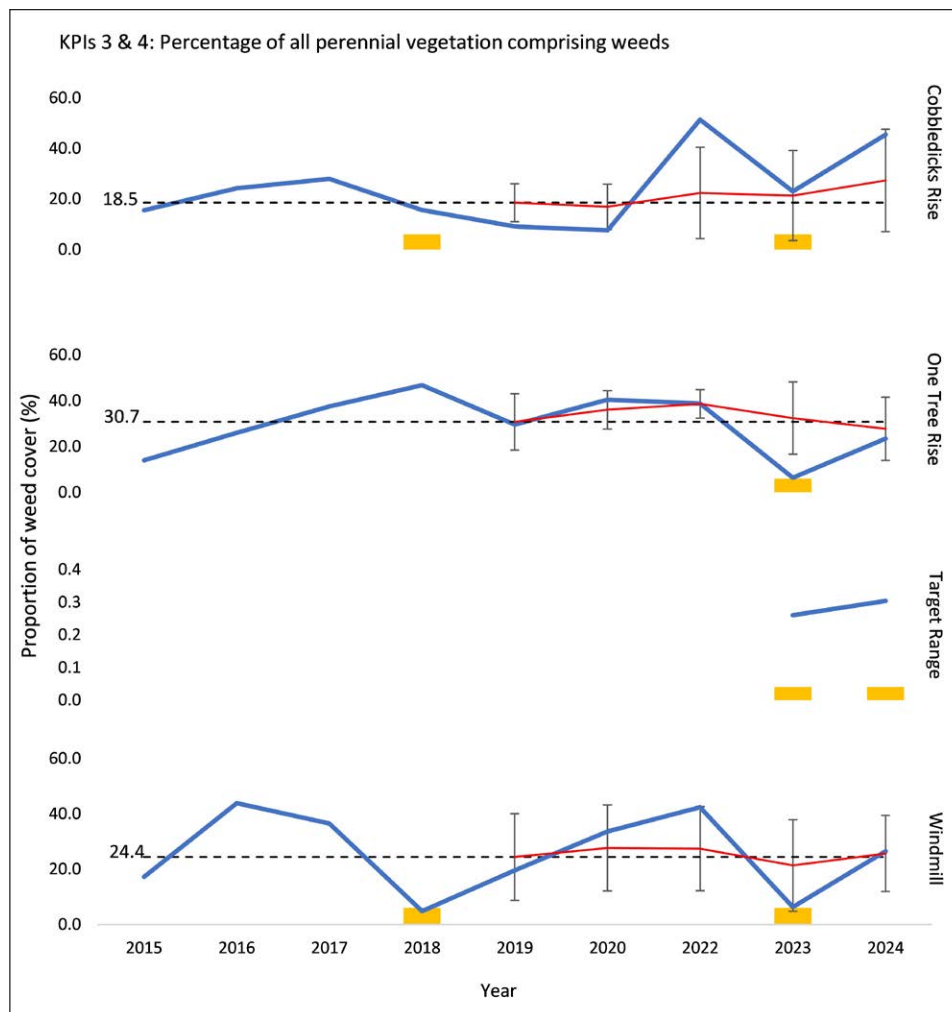 KPIs 3 & 4: Percentage of all perennial vegetation comprising weeds
Proportion of weed cover (%)
60.0
40.0
20.0
18.5
0.0
Cobbledicks Rise
60.0
40.0
30.7
20.0
0.0
One Tree Rise
0.4
0.3
0.2
0.1
0.0
Target Range
60.0
40.0
24.4
20.0
0.0
Windmill
2015 2016 2017 2018 2019 2020 2022 2023 2024
Year